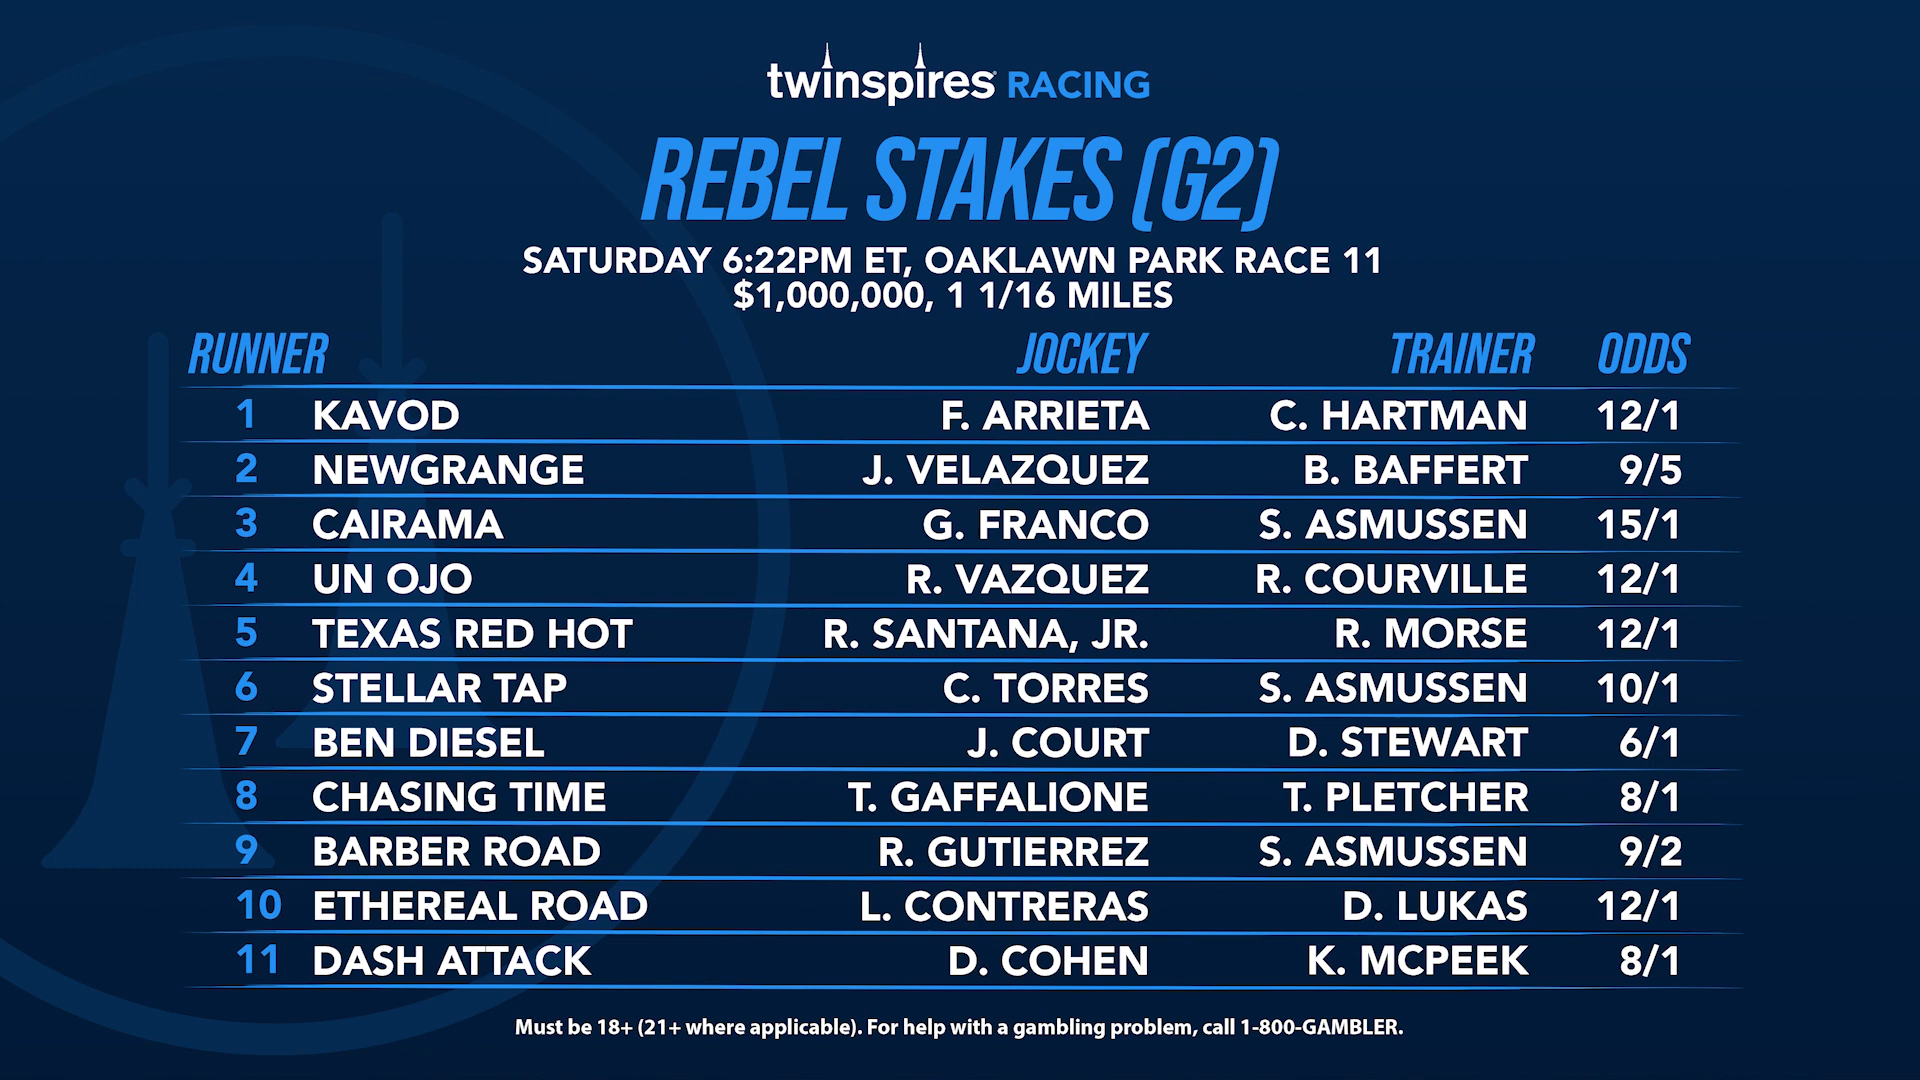 twinspires RACING
REBEL STAKES (G2)
SATURDAY 6:22PM ET, OAKLAWN PARK RACE 11
$1,000,000, 1 1/16 MILES
RUNNER JOCKEY TRAINER ODDS
1 KAVOD F. ARRIETA C. HARTMAN 12/1
2 NEWGRANGE J. VELAZQUEZ B. BAFFERT 9/5
3 CAIRAMA G. FRANCO S. ASMUSSEN 15/1
4 UN OJO R. VAZQUEZ R. COURVILLE 12/1
5 TEXAS RED HOT R. SANTANA, JR. R. MORSE 12/1
6 STELLAR TAP C. TORRES S. ASMUSSEN 10/1
7 BEN DIESEL J. COURT D. STEWART 6/1
8 CHASING TIME T. GAFFALIONE T. PLETCHER 8/1
9 BARBER ROAD R. GUTIERREZ S. ASMUSSEN 9/2
10 ETHEREAL ROAD L. CONTRERAS D. LUKAS 12/1
11 DASH ATTACK D. COHEN K. MCPEEK 8/1
Must be 18+ (21+ where applicable). For help with a gambling problem, call 1-800-GAMBLER.